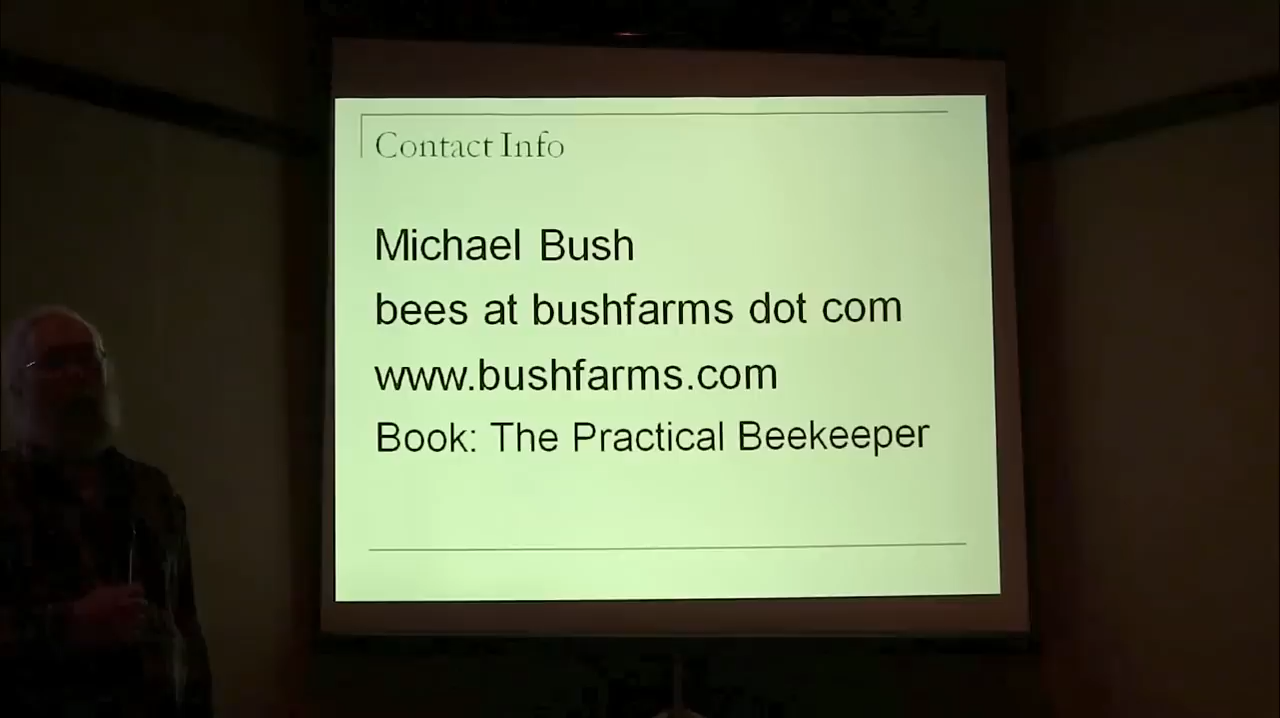 Contact Info
Michael Bush
bees at bushfarms dot com
www.bushfarms.com
Book: The Practical Beekeeper